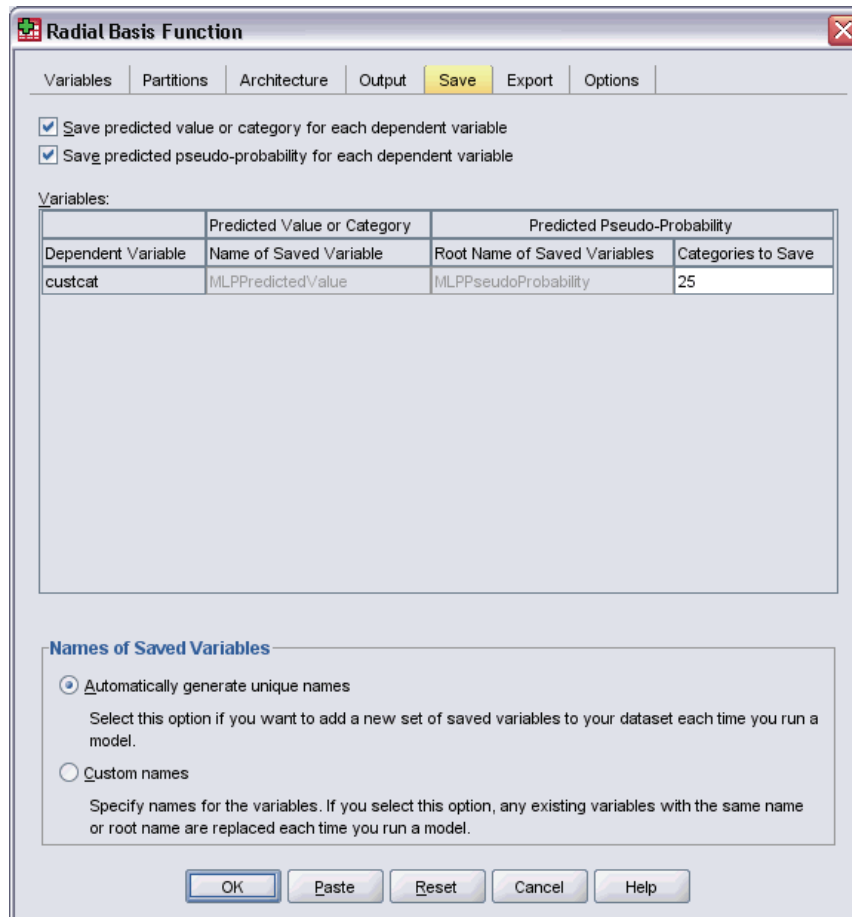 Radial Basis Function
Variables Partitions Architecture Output Save Export Options
Save predicted value or category for each dependent variable
Save predicted pseudo-probability for each dependent variable
Variables:
Predicted Value or Category Predicted Pseudo-Probability
Dependent Variable Name of Saved Variable Root Name of Saved Variables Categories to Save
custcat MLPPredictedValue MLPPseudoProbability 25
Names of Saved Variables
Automatically generate unique names
Select this option if you want to add a new set of saved variables to your dataset each time you run a
model.
Custom names
Specify names for the variables. If you select this option, any existing variables with the same name
or root name are replaced each time you run a model.
OK Paste Reset Cancel Help